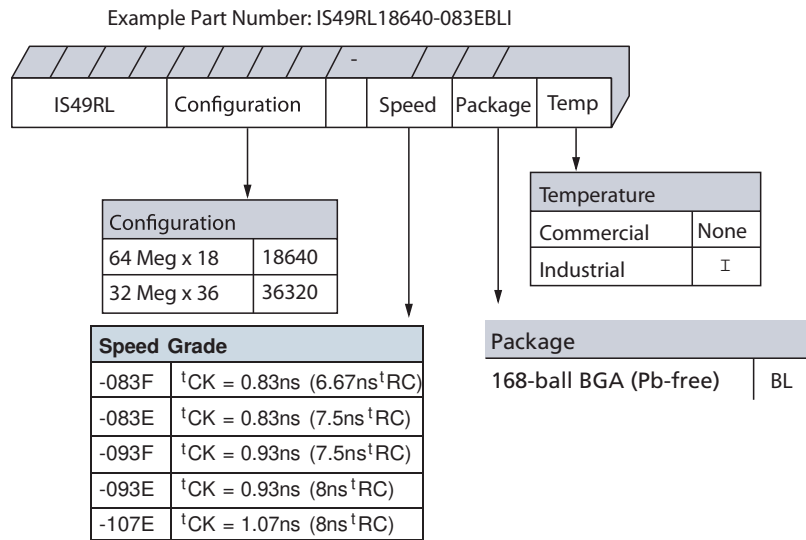 Example Part Number: IS49RL18640-083EBLI
-
IS49RL Configuration Speed Package Temp
Configuration
64 Meg x 18 18640
32 Meg x 36 36320
Temperature
Commercial None
Industrial I
Speed Grade
-083F tCK = 0.83ns (6.67ns tRC)
-083E tCK = 0.83ns (7.5ns tRC)
-093F tCK = 0.93ns (7.5ns tRC)
-093E tCK = 0.93ns (8ns tRC)
-107E tCK = 1.07ns (8ns tRC)
Package
168-ball BGA (Pb-free) BL